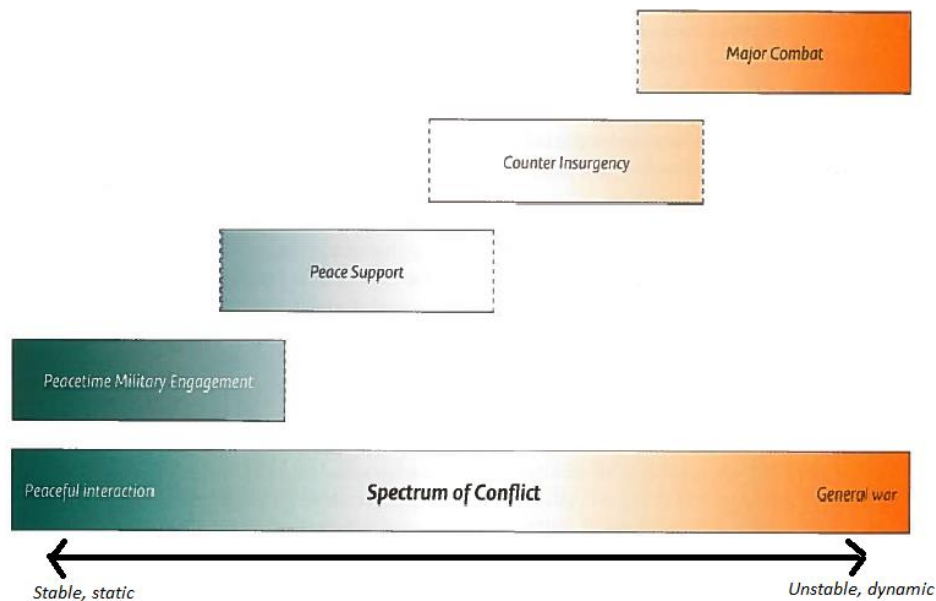 Major Combat
Counter Insurgency
Peace Support
Peacetime Military Engagement
Peaceful interaction Spectrum of Conflict General war
Stable, static Unstable, dynamic